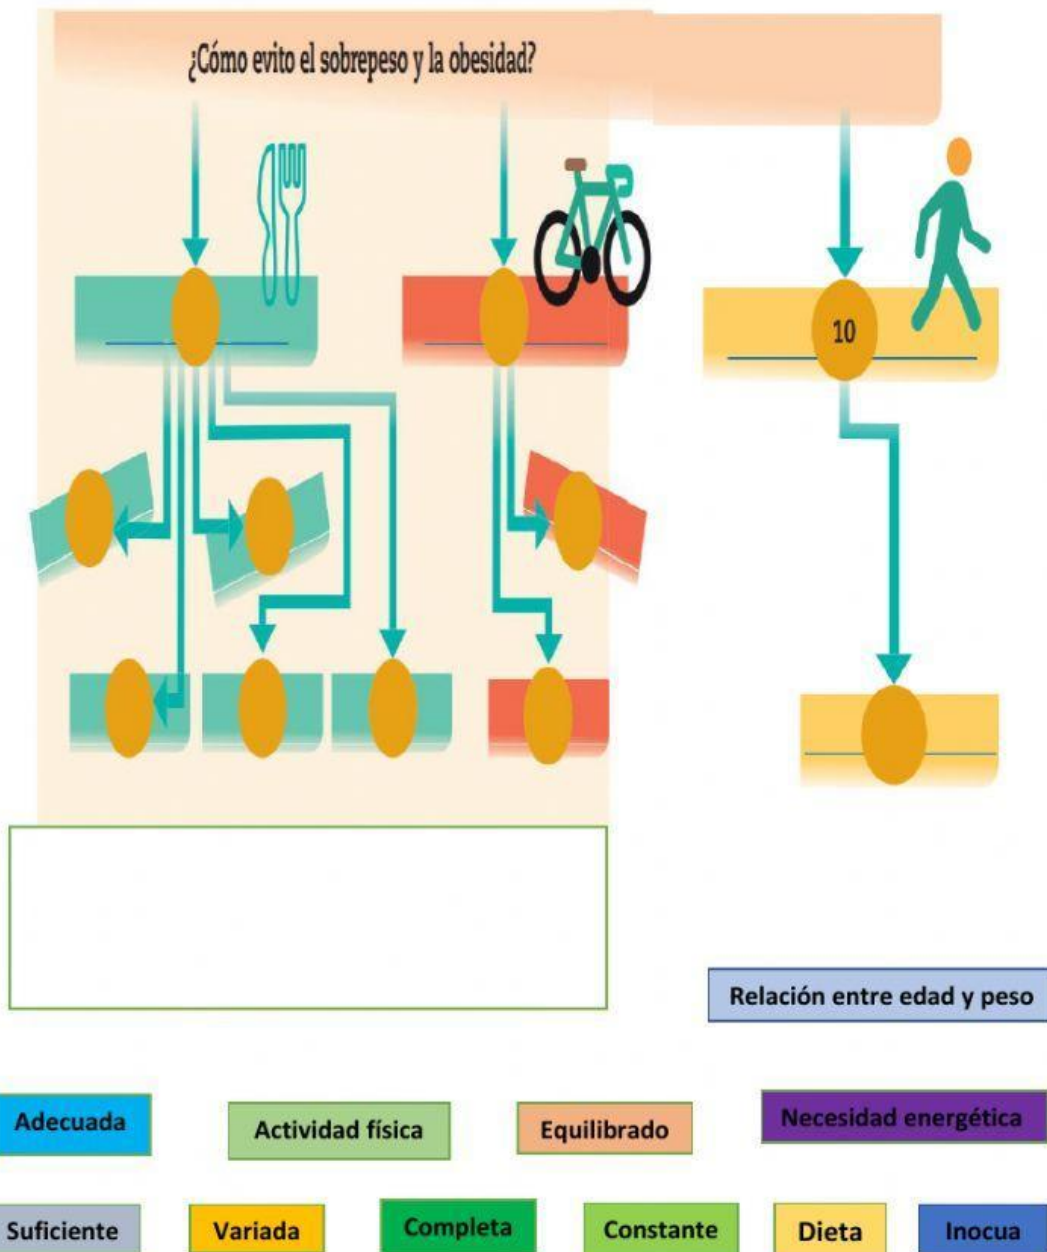 ¿Cómo evito el sobrepeso y la obesidad?
10
Relación entre edad y peso
Adecuada
Actividad física
Equilibrado
Necesidad energética
Suficiente
Variada
Completa
Constante
Dieta
Inocua